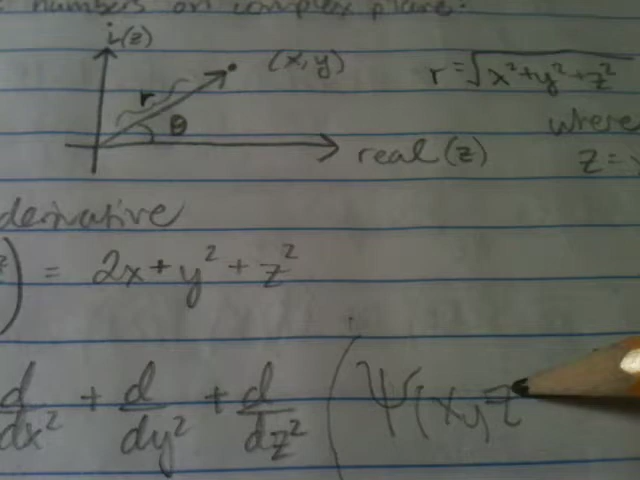 numbers on complex plane:
i(z)
(x,y) r = √x²+y²+z²
r θ where
real(z) z =
derivative
) = 2x + y² + z²
d/dx² + d/dy² + d/dz² (Ψ(x,y,z